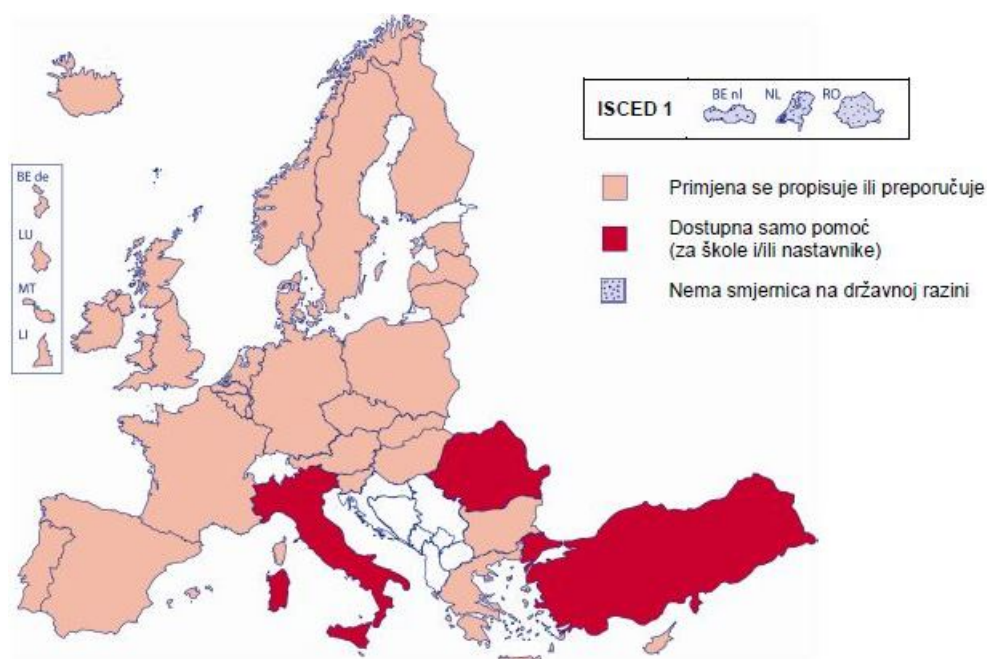 ISCED 1
BE nl NL RO
BE de
LU
MT
LI
Primjena se propisuje ili preporučuje
Dostupna samo pomoć
(za škole i/ili nastavnike)
Nema smjernica na državnoj razini